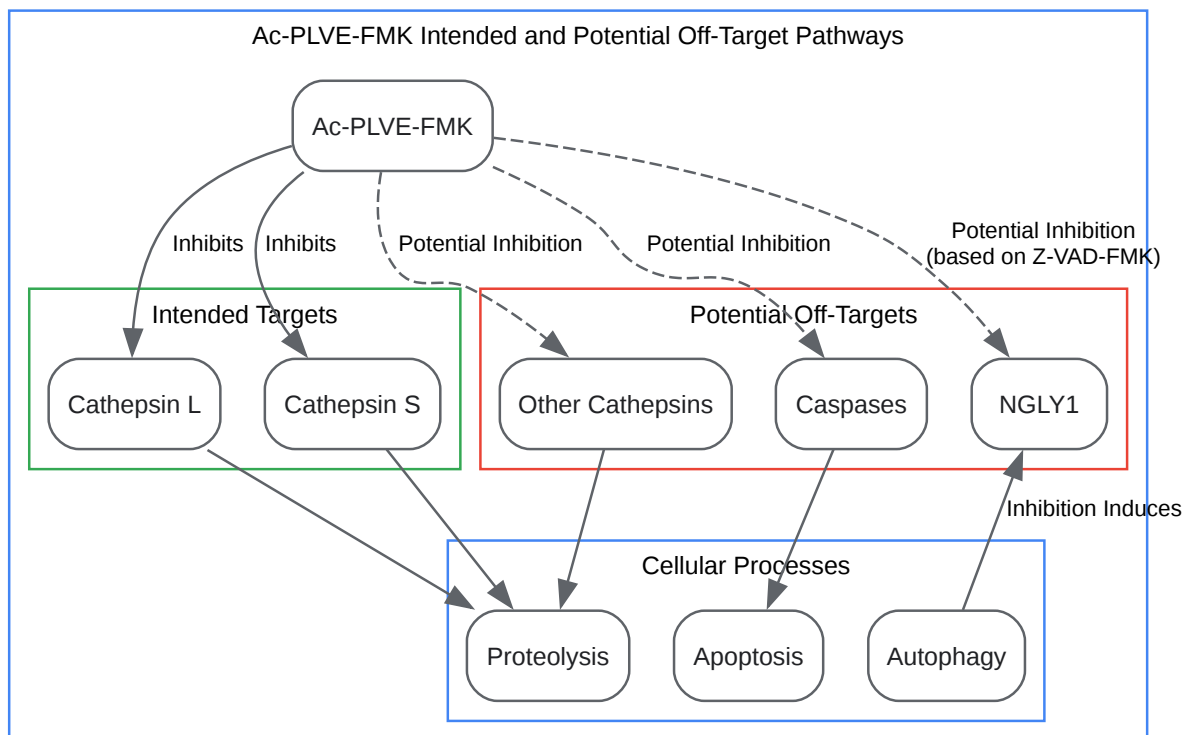 Ac-PLVE-FMK Intended and Potential Off-Target Pathways
Ac-PLVE-FMK
Inhibits
Inhibits
Potential Inhibition
Potential Inhibition
Potential Inhibition
(based on Z-VAD-FMK)
Intended Targets
Potential Off-Targets
Cathepsin L
Cathepsin S
Other Cathepsins
Caspases
NGLY1
Inhibition Induces
Cellular Processes
Proteolysis
Apoptosis
Autophagy